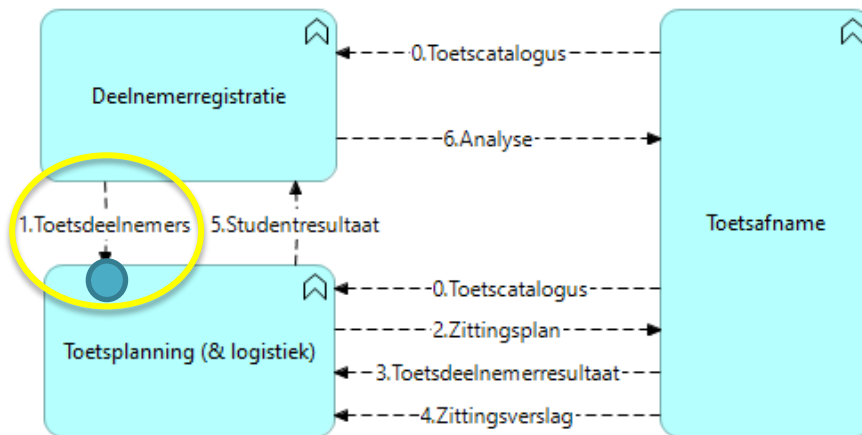 0.Toetscatalogus
Deelnemerregistratie
6.Analyse
1.Toetsdeelnemers
5.Studentresultaat
Toetsafname
0.Toetscatalogus
2.Zittingsplan
Toetsplanning (& logistiek)
3.Toetsdeelnemerresultaat
4.Zittingsverslag